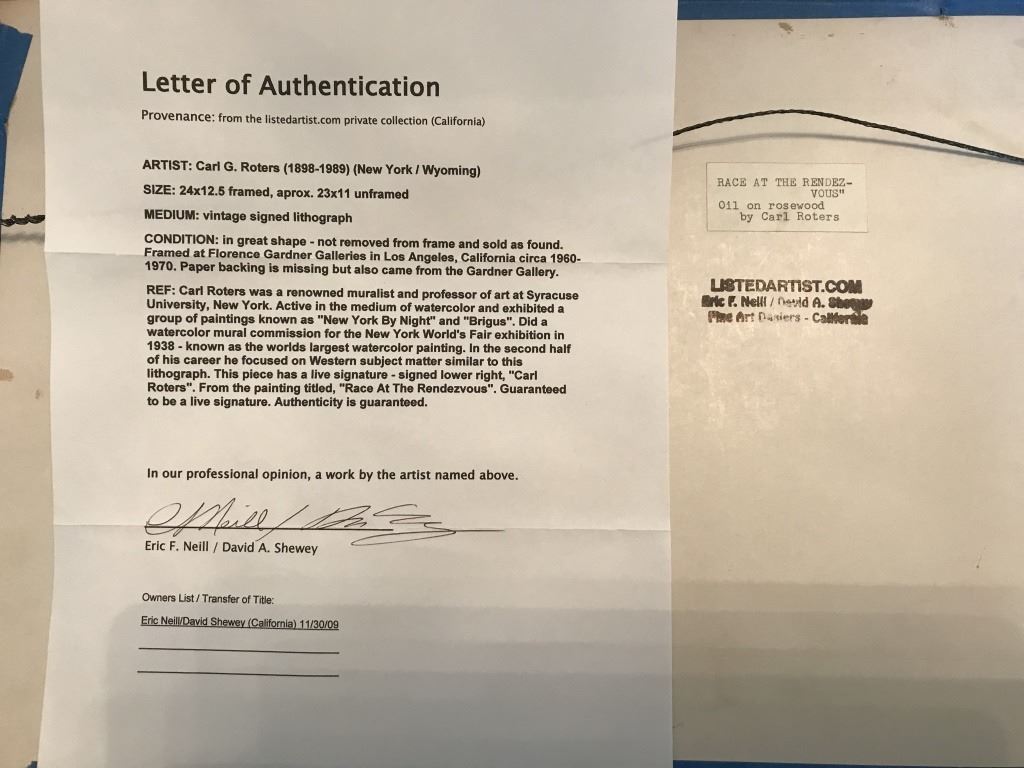 Letter of Authentication
Provenance: from the listedartist.com private collection (California)
ARTIST: Carl G. Roters (1898-1989) (New York / Wyoming)
SIZE: 24x12.5 framed, aprox. 23x11 unframed
MEDIUM: vintage signed lithograph
CONDITION: in great shape - not removed from frame and sold as found.
Framed at Florence Gardner Galleries in Los Angeles, California circa 1960-
1970. Paper backing is missing but also came from the Gardner Gallery.
REF: Carl Roters was a renowned muralist and professor of art at Syracuse
University, New York. Active in the medium of watercolor and exhibited a
group of paintings known as "New York By Night" and "Brigus". Did a
watercolor mural commission for the New York World's Fair exhibition in
1938 - known as the worlds largest watercolor painting. In the second half
of his career he focused on Western subject matter similar to this
lithograph. This piece has a live signature - signed lower right, "Carl
Roters". From the painting titled, "Race At The Rendezvous". Guaranteed
to be a live signature. Authenticity is guaranteed.
In our professional opinion, a work by the artist named above.
Eric F. Neill / David A. Shewey
Owners List / Transfer of Title:
Eric Neill/David Shewey (California) 11/30/09
RACE AT THE RENDEZ-
VOUS"
Oil on rosewood
by Carl Roters
LISTEDARTIST.COM
Eric F. Neill / David A. Shewey
Fine Art Dealers - California